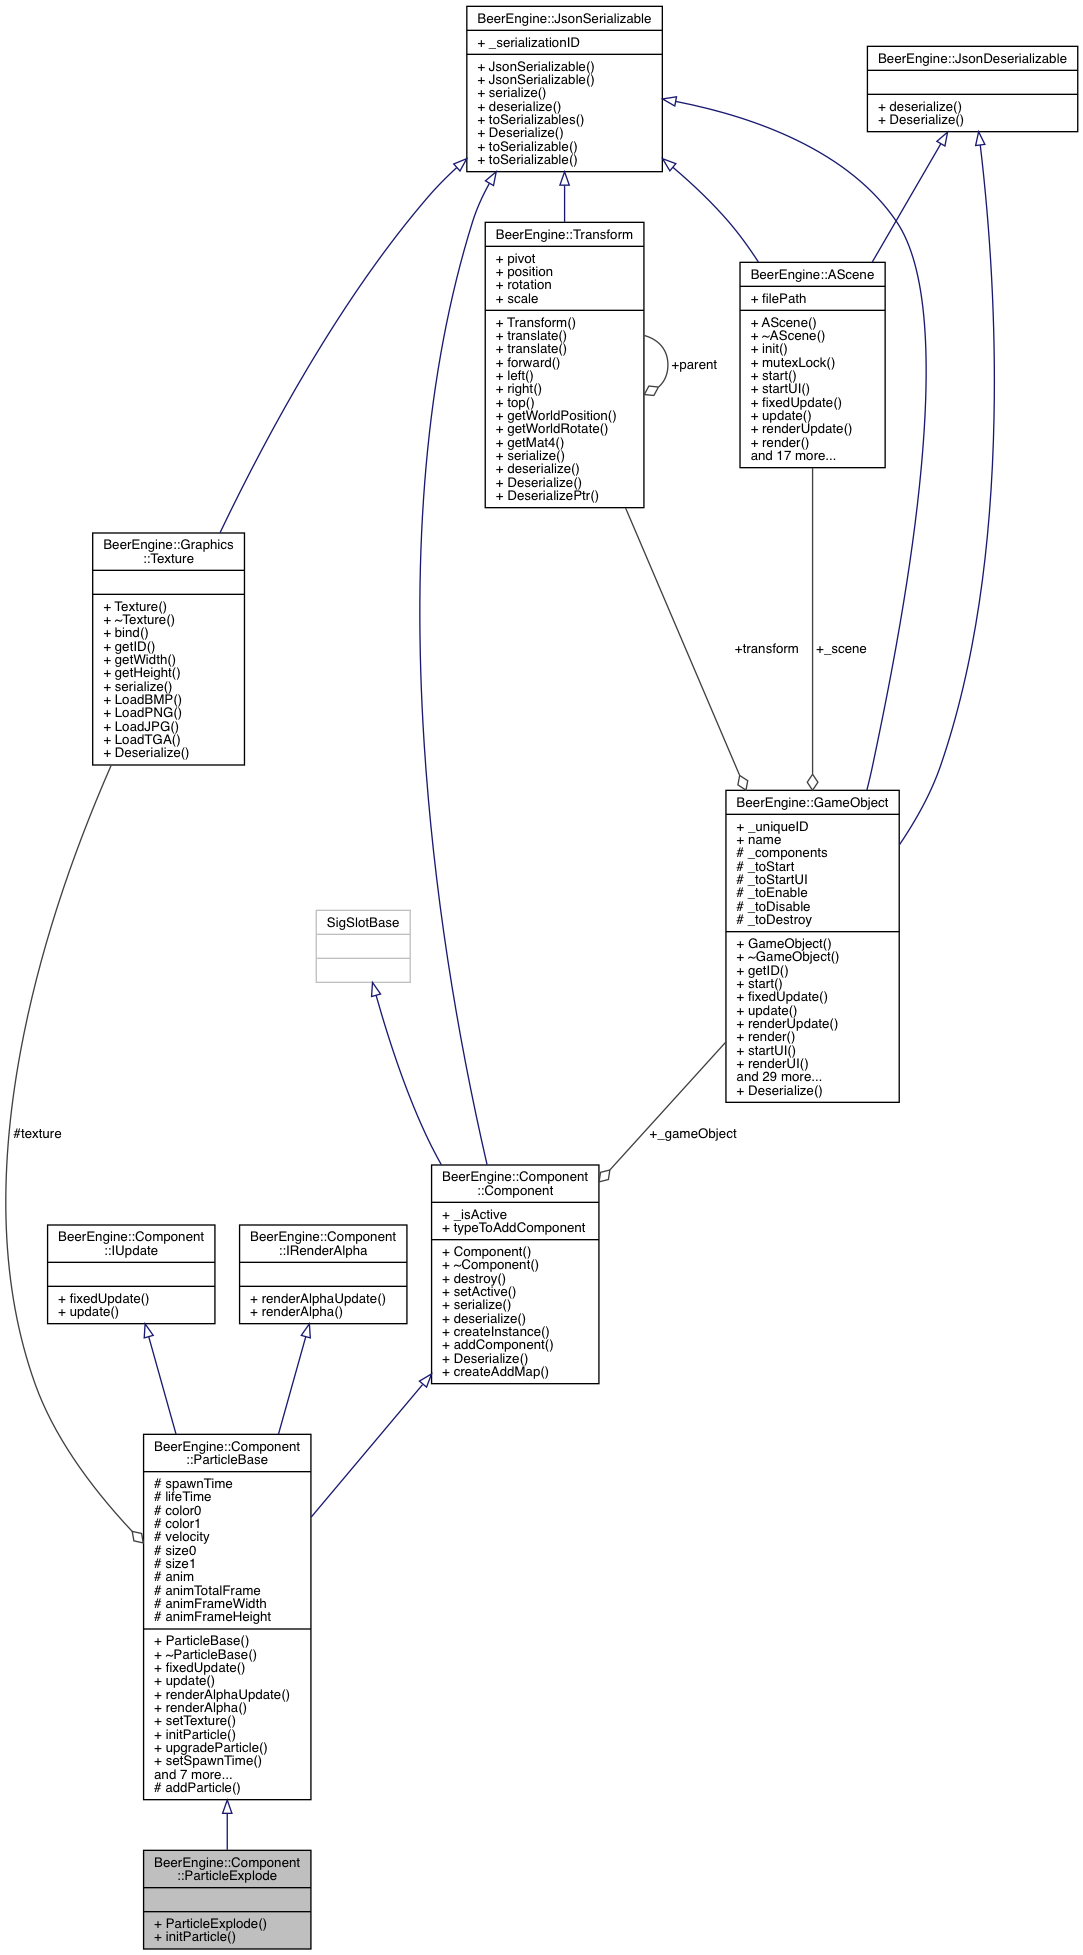 BeerEngine::JsonSerializable
+ _serializationID
+ JsonSerializable()
+ JsonSerializable()
+ serialize()
+ deserialize()
+ toSerializables()
+ Deserialize()
+ toSerializable()
+ toSerializable()
BeerEngine::JsonDeserializable
+ deserialize()
+ Deserialize()
BeerEngine::Transform
+ pivot
+ position
+ rotation
+ scale
+ Transform()
+ translate()
+ translate()
+ forward()
+ left()
+ right()
+ top()
+ getWorldPosition()
+ getWorldRotate()
+ getMat4()
+ serialize()
+ deserialize()
+ Deserialize()
+ DeserializePtr()
+parent
BeerEngine::AScene
+ filePath
+ AScene()
+ ~AScene()
+ init()
+ mutexLock()
+ start()
+ startUI()
+ fixedUpdate()
+ update()
+ renderUpdate()
+ render()
and 17 more...
BeerEngine::Graphics
::Texture
+ Texture()
+ ~Texture()
+ bind()
+ getID()
+ getWidth()
+ getHeight()
+ serialize()
+ LoadBMP()
+ LoadPNG()
+ LoadJPG()
+ LoadTGA()
+ Deserialize()
+transform
+_scene
BeerEngine::GameObject
+ _uniqueID
+ name
# _components
# _toStart
# _toStartUI
# _toEnable
# _toDisable
# _toDestroy
+ GameObject()
+ ~GameObject()
+ getID()
+ start()
+ fixedUpdate()
+ update()
+ renderUpdate()
+ render()
+ startUI()
+ renderUI()
and 29 more...
+ Deserialize()
SigSlotBase
#texture
+_gameObject
BeerEngine::Component
::Component
+ _isActive
+ typeToAddComponent
+ Component()
+ ~Component()
+ destroy()
+ setActive()
+ serialize()
+ deserialize()
+ createInstance()
+ addComponent()
+ Deserialize()
+ createAddMap()
BeerEngine::Component
::IUpdate
+ fixedUpdate()
+ update()
BeerEngine::Component
::IRenderAlpha
+ renderAlphaUpdate()
+ renderAlpha()
BeerEngine::Component
::ParticleBase
# spawnTime
# lifeTime
# color0
# color1
# velocity
# size0
# size1
# anim
# animTotalFrame
# animFrameWidth
# animFrameHeight
+ ParticleBase()
+ ~ParticleBase()
+ fixedUpdate()
+ update()
+ renderAlphaUpdate()
+ renderAlpha()
+ setTexture()
+ initParticle()
+ upgradeParticle()
+ setSpawnTime()
and 7 more...
# addParticle()
BeerEngine::Component
::ParticleExplode
+ ParticleExplode()
+ initParticle()